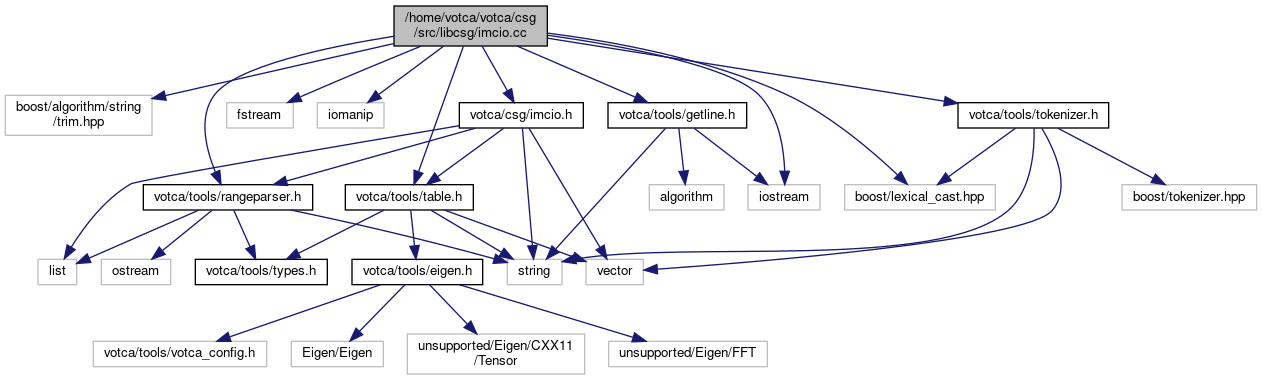 /home/votca/votca/csg
/src/libcsg/imcio.cc
boost/algorithm/string
/trim.hpp
fstream
iomanip
votca/csg/imcio.h
votca/tools/getline.h
votca/tools/tokenizer.h
votca/tools/rangeparser.h
votca/tools/table.h
algorithm
iostream
boost/lexical_cast.hpp
boost/tokenizer.hpp
list
ostream
votca/tools/types.h
votca/tools/eigen.h
string
vector
votca/tools/votca_config.h
Eigen/Eigen
unsupported/Eigen/CXX11
/Tensor
unsupported/Eigen/FFT